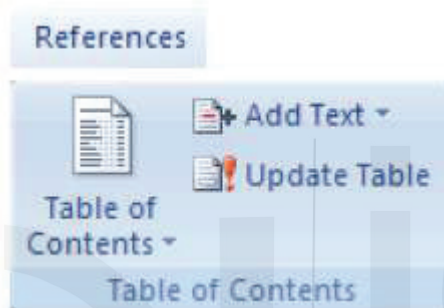 References
Add Text
Update Table
Table of
Contents
Table of Contents